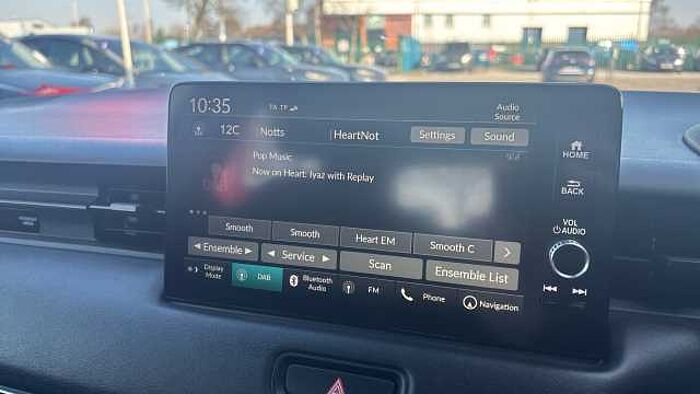 10:35 TA TP Audio Source
12C Notts HeartNot Settings Sound
Pop Music
Now on Heart: Iyaz with Replay
Smooth Smooth Heart EM Smooth C
Ensemble Service Scan Ensemble List
Display Mode DAB Bluetooth Audio FM Phone Navigation
HOME
BACK
VOL
AUDIO